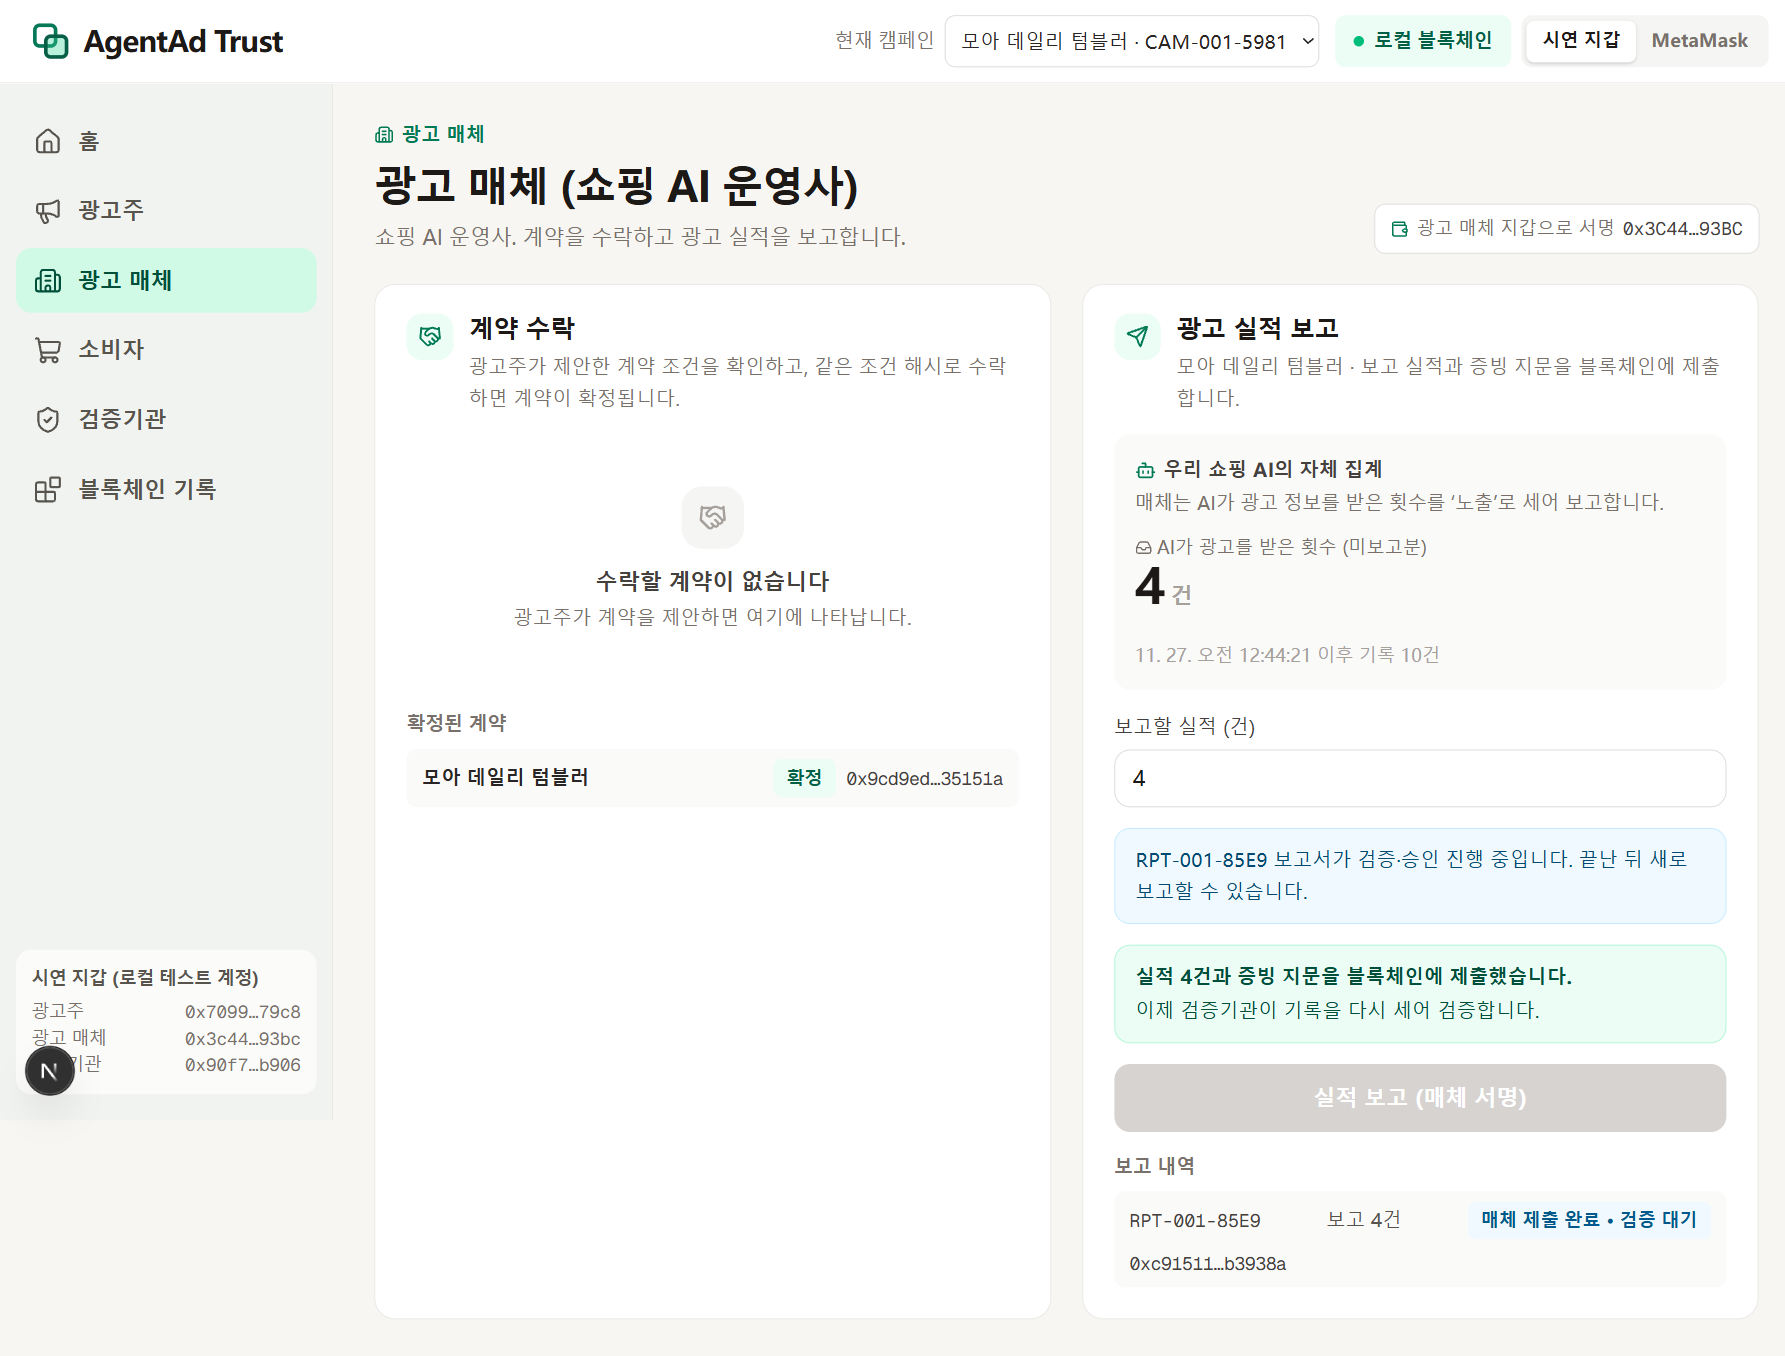 AgentAd Trust
현재 캠페인
모아 데일리 텀블러 · CAM-001-5981
로컬 블록체인
시연 지갑
MetaMask
홈
광고주
광고 매체
소비자
검증기관
블록체인 기록
시연 지갑 (로컬 테스트 계정)
광고주 0x7099…79c8
광고 매체 0x3c44…93bc
기관 0x90f7…b906
N
광고 매체
광고 매체 (쇼핑 AI 운영사)
쇼핑 AI 운영사. 계약을 수락하고 광고 실적을 보고합니다.
광고 매체 지갑으로 서명 0x3C44…93BC
계약 수락
광고주가 제안한 계약 조건을 확인하고, 같은 조건 해시로 수락
하면 계약이 확정됩니다.
수락할 계약이 없습니다
광고주가 계약을 제안하면 여기에 나타납니다.
확정된 계약
모아 데일리 텀블러 확정 0x9cd9ed…35151a
광고 실적 보고
모아 데일리 텀블러 · 보고 실적과 증빙 지문을 블록체인에 제출
합니다.
우리 쇼핑 AI의 자체 집계
매체는 AI가 광고 정보를 받은 횟수를 ‘노출’로 세어 보고합니다.
AI가 광고를 받은 횟수 (미보고분)
4 건
11. 27. 오전 12:44:21 이후 기록 10건
보고할 실적 (건)
4
RPT-001-85E9 보고서가 검증·승인 진행 중입니다. 끝난 뒤 새로
보고할 수 있습니다.
실적 4건과 증빙 지문을 블록체인에 제출했습니다.
이제 검증기관이 기록을 다시 세어 검증합니다.
실적 보고 (매체 서명)
보고 내역
RPT-001-85E9 보고 4건 매체 제출 완료 • 검증 대기
0xc91511…b3938a